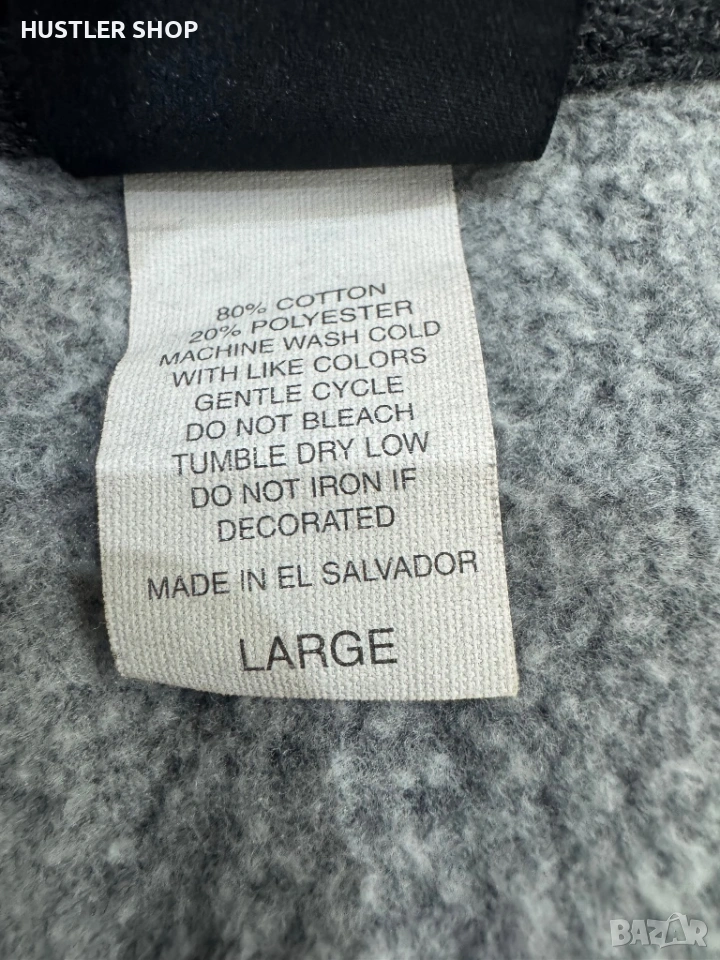 HUSTLER SHOP
80% COTTON
20% POLYESTER
MACHINE WASH COLD
WITH LIKE COLORS
GENTLE CYCLE
DO NOT BLEACH
TUMBLE DRY LOW
DO NOT IRON IF
DECORATED
MADE IN EL SALVADOR
LARGE
BAZAR